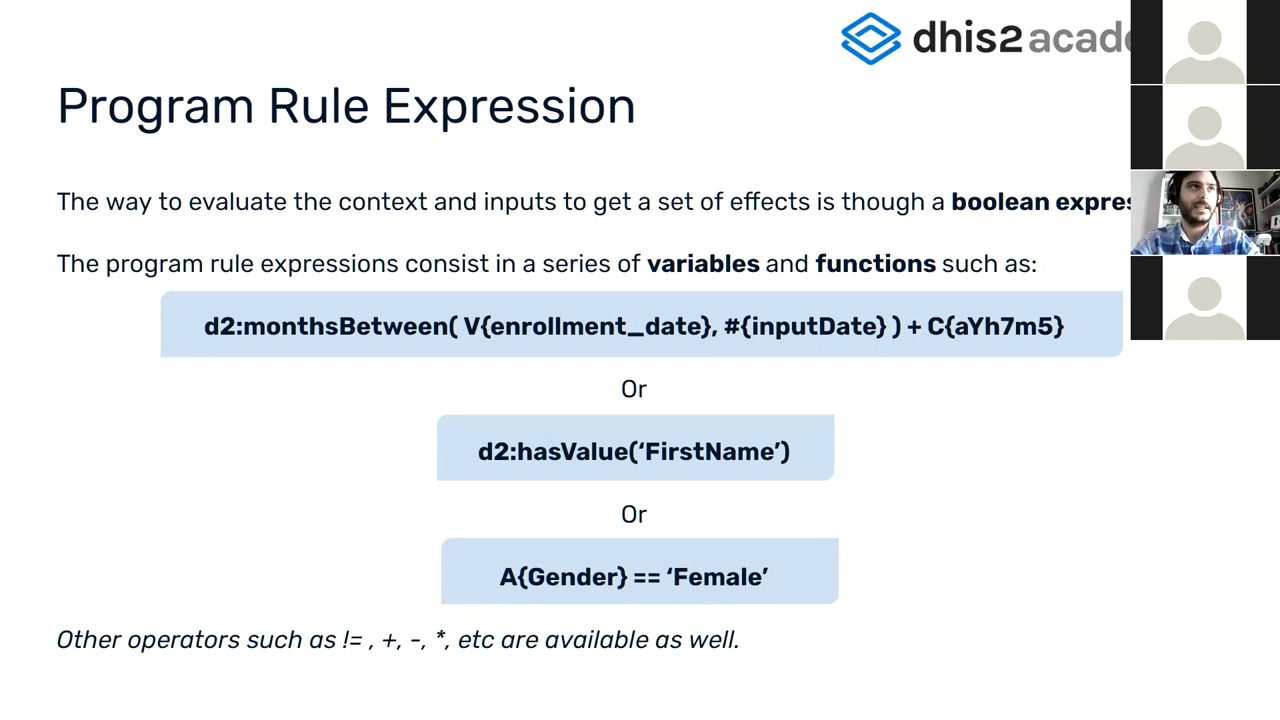 dhis2
Program Rule Expression
The way to evaluate the context and inputs to get a set of effects is though a boolean
The program rule expressions consist in a series of variables and functions such as:
d2:monthsBetween( V{enrollment_date}, #{inputDate} ) + C{aYh7m5}
Or
d2:hasValue(‘FirstName’)
Or
A{Gender} == ‘Female’
Other operators such as != , +, -, *, etc are available as well.